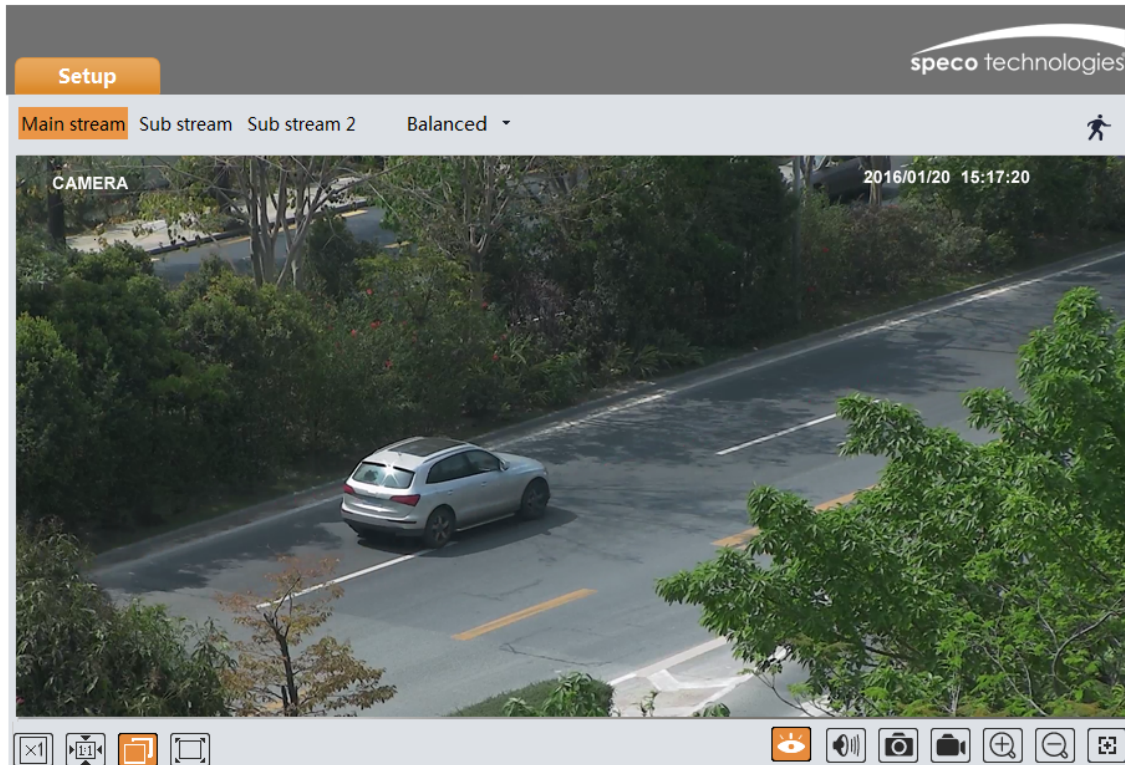 speco technologies
Setup
Main stream Sub stream Sub stream 2 Balanced
CAMERA 2016/01/20 15:17:20
×1 1:1